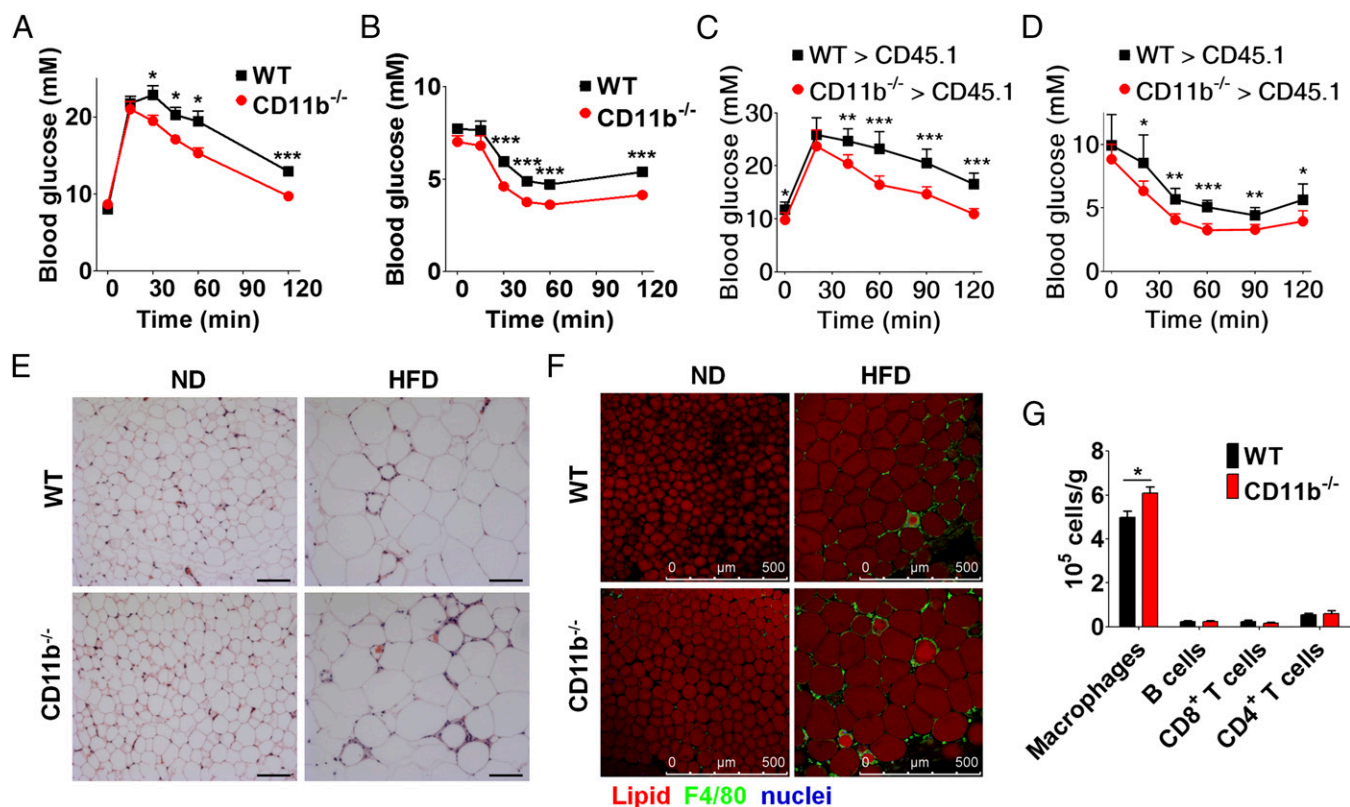 A
Blood glucose (mM)
20
10
0
0 30 60 90 120
Time (min)
WT
CD11b-/-
* * * ***
B
Blood glucose (mM)
10
5
0
0 30 60 90 120
Time (min)
WT
CD11b-/-
*** *** *** ***
C
WT > CD45.1
CD11b-/- > CD45.1
Blood glucose (mM)
30
20
10
0
0 30 60 90 120
Time (min)
* ** *** *** ***
D
WT > CD45.1
CD11b-/- > CD45.1
Blood glucose (mM)
15
10
5
0
0 30 60 90 120
Time (min)
* ** *** ** *
E
ND HFD
WT
CD11b-/-
F
ND HFD
WT
CD11b-/-
0 µm 500
0 µm 500
0 µm 500
0 µm 500
Lipid F4/80 nuclei
G
WT
CD11b-/-
10⁵ cells/g
8
6
4
2
0
*
Macrophages
B cells
CD8⁺ T cells
CD4⁺ T cells